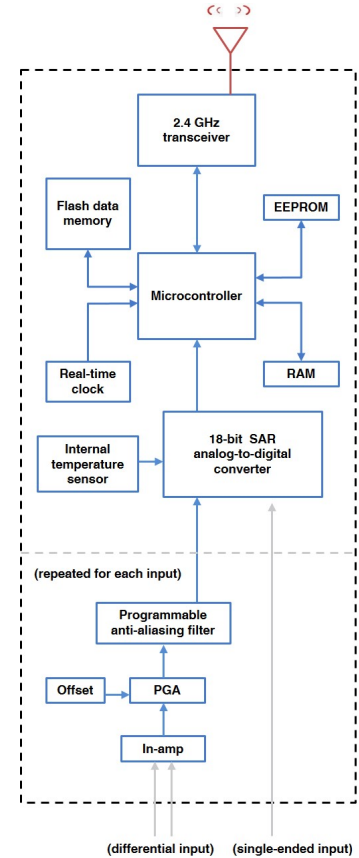 2.4 GHz
transceiver
Flash data
memory
EEPROM
Microcontroller
Real-time
clock
RAM
18-bit SAR
analog-to-digital
converter
Internal
temperature
sensor
(repeated for each input)
Programmable
anti-aliasing filter
Offset
PGA
In-amp
(differential input)
(single-ended input)